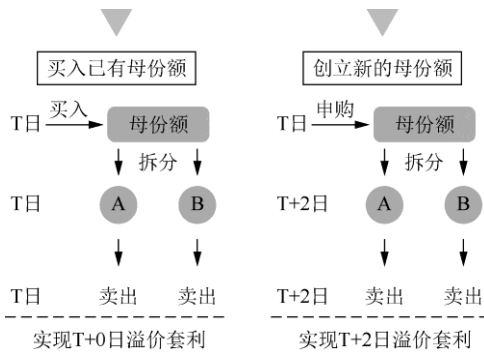 买入已有母份额
T日
买入
母份额
拆分
T日
A
B
T日
卖出
卖出
实现T+0日溢价套利
创立新的母份额
T日
申购
母份额
拆分
T+2日
A
B
T+2日
卖出
卖出
实现T+2日溢价套利